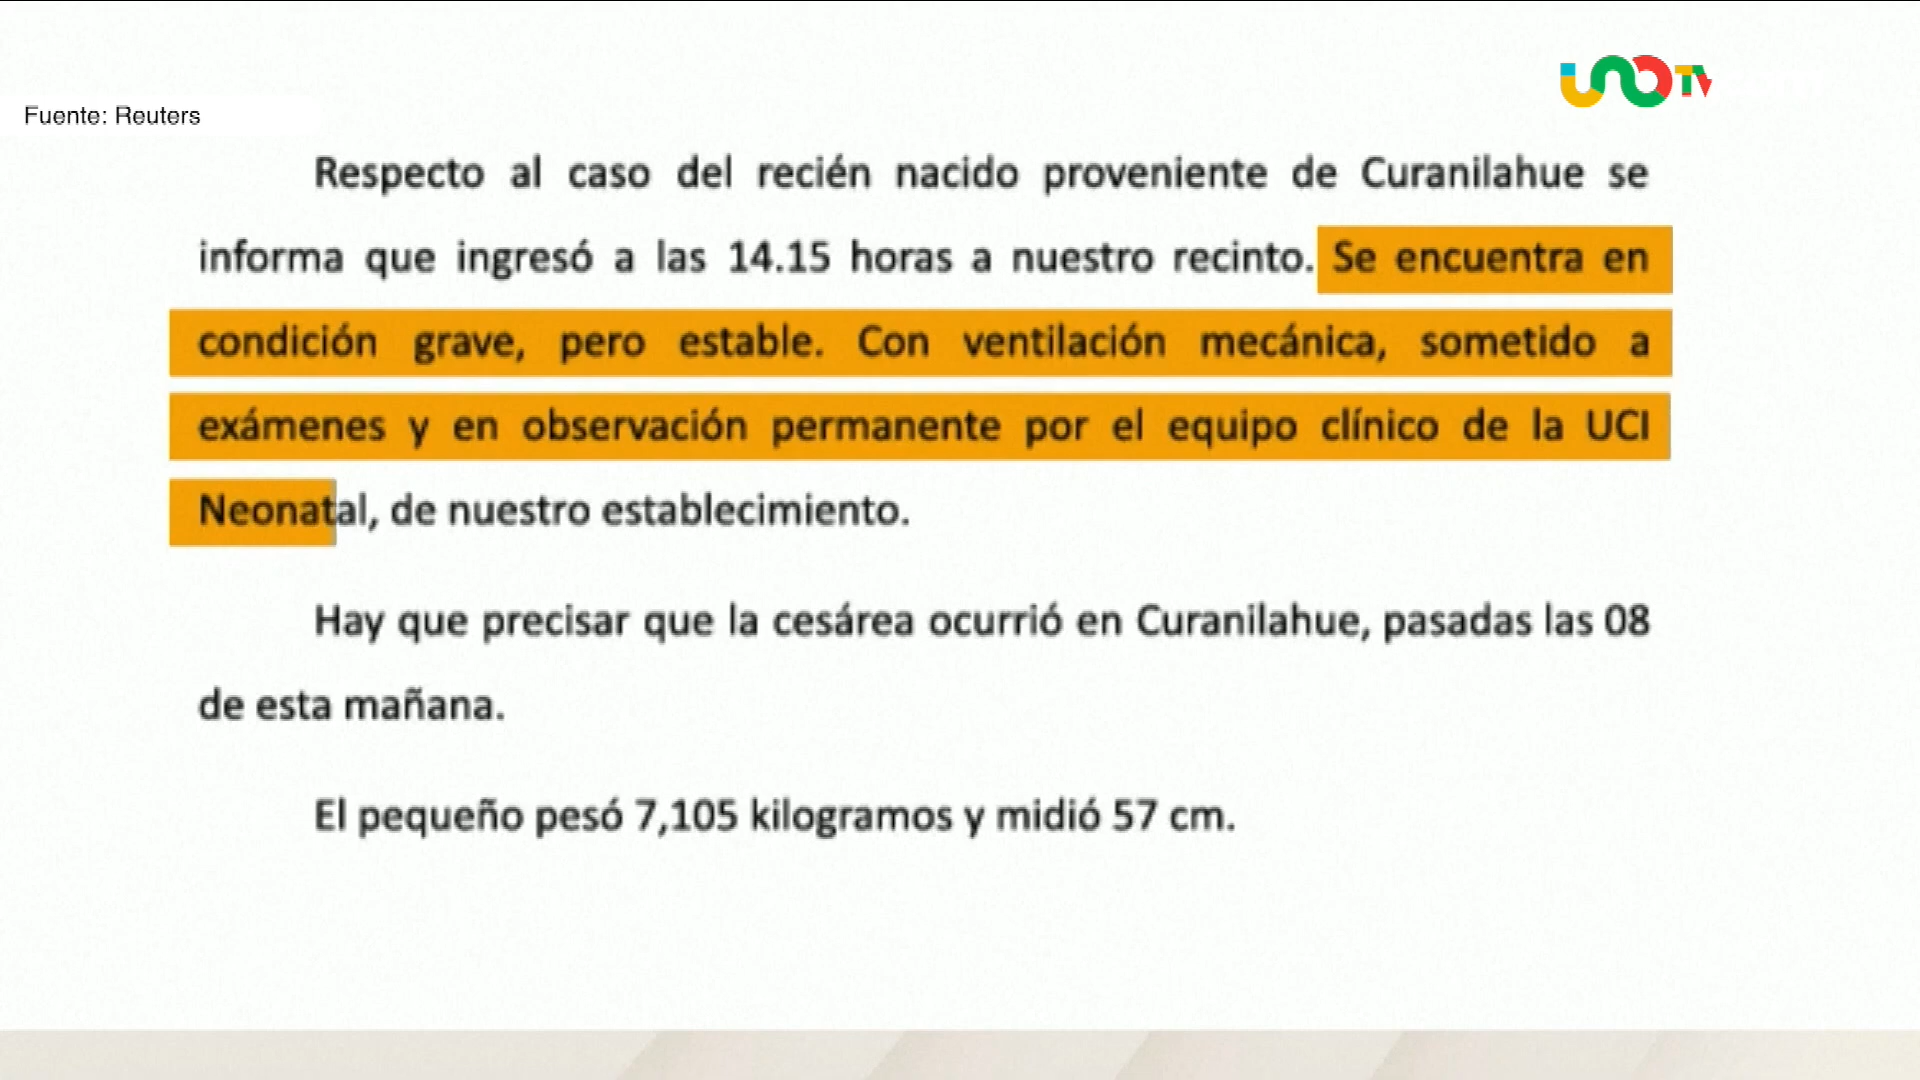 UNO TV
Fuente: Reuters
Respecto al caso del recién nacido proveniente de Curanilahue se
informa que ingresó a las 14.15 horas a nuestro recinto. Se encuentra en
condición grave, pero estable. Con ventilación mecánica, sometido a
exámenes y en observación permanente por el equipo clínico de la UCI
Neonatal, de nuestro establecimiento.
Hay que precisar que la cesárea ocurrió en Curanilahue, pasadas las 08
de esta mañana.
El pequeño pesó 7,105 kilogramos y midió 57 cm.